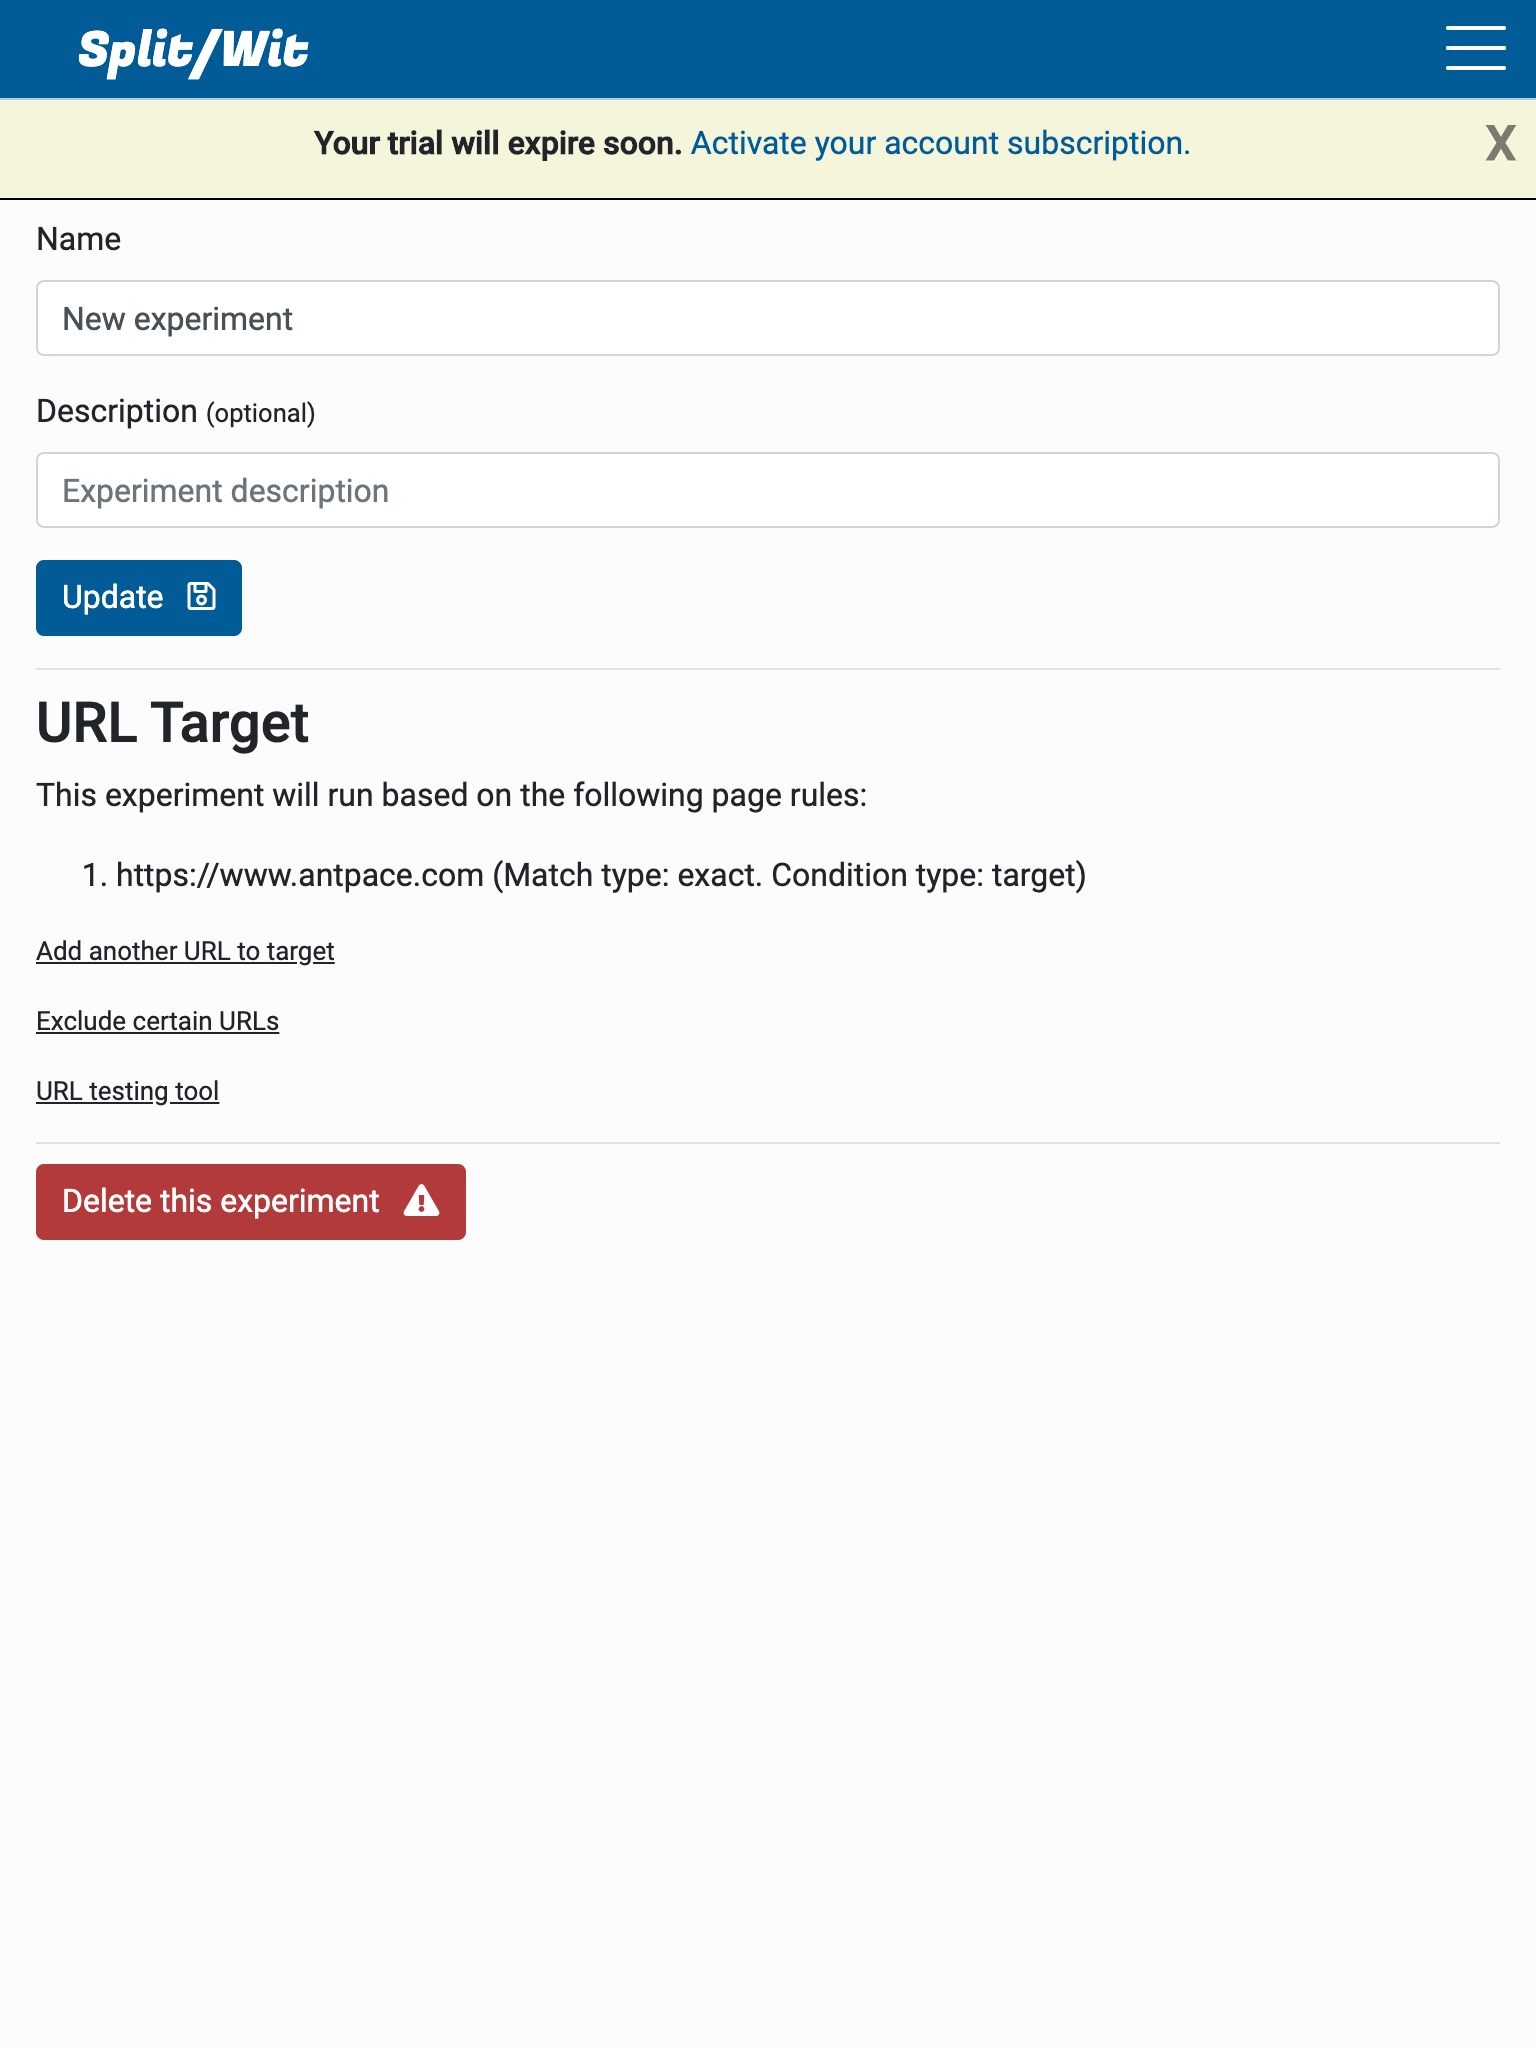 Split/Wit
Your trial will expire soon. Activate your account subscription.
X
Name
New experiment
Description (optional)
Experiment description
Update
URL Target
This experiment will run based on the following page rules:
1. https://www.antpace.com (Match type: exact. Condition type: target)
Add another URL to target
Exclude certain URLs
URL testing tool
Delete this experiment